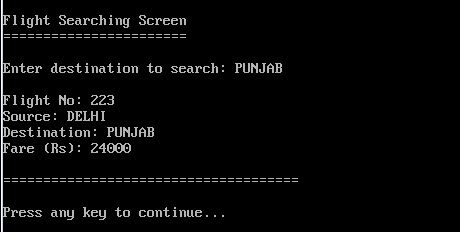 Flight Searching Screen
=======================
Enter destination to search: PUNJAB
Flight No: 223
Source: DELHI
Destination: PUNJAB
Fare (Rs): 24000
=====================================
Press any key to continue...